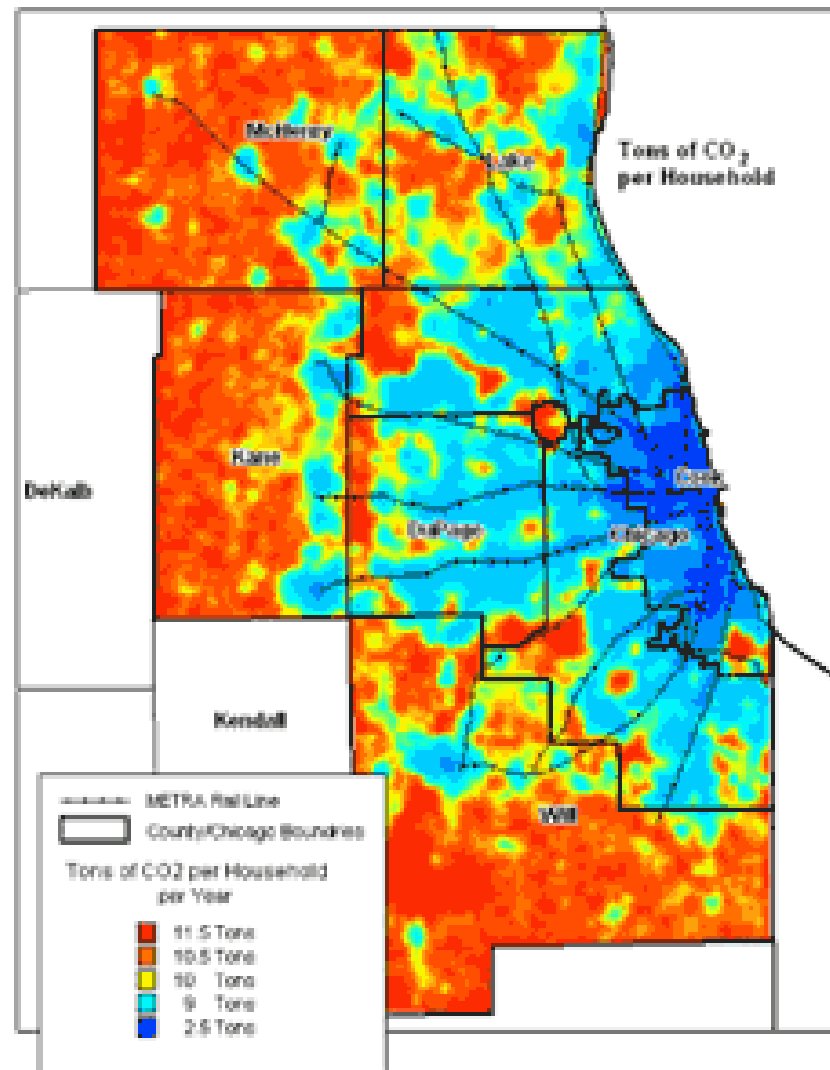 McHenry
Lake
Tons of CO2
per Household
Kane
DeKalb
Cook
DuPage
Chicago
Kendall
Will
METRA Rail Line
County/Chicago Boundries
Tons of CO2 per Household
per Year
11.5 Tons
10.5 Tons
10 Tons
9 Tons
2.5 Tons